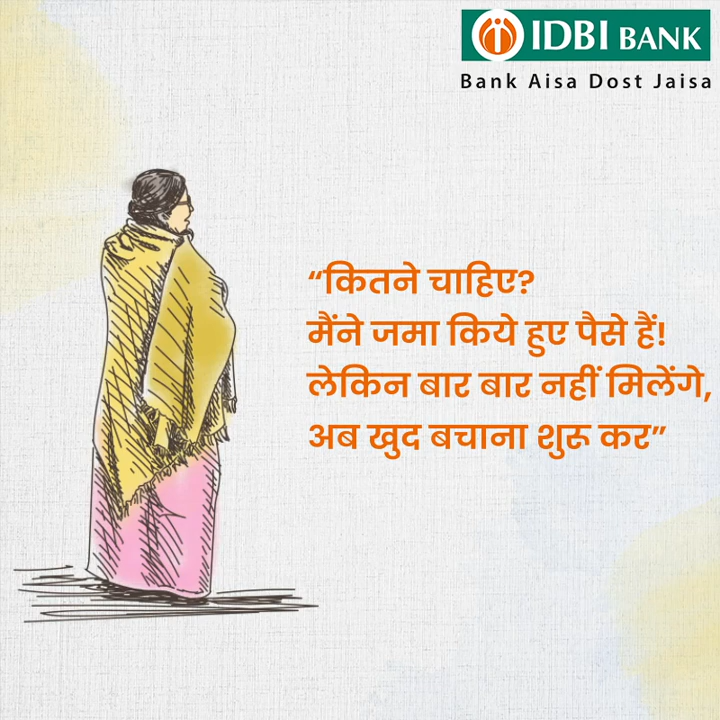 IDBI BANK
Bank Aisa Dost Jaisa
“कितने चाहिए?
मैंने जमा किये हुए पैसे हैं!
लेकिन बार बार नहीं मिलेंगे,
अब खुद बचाना शुरू कर”